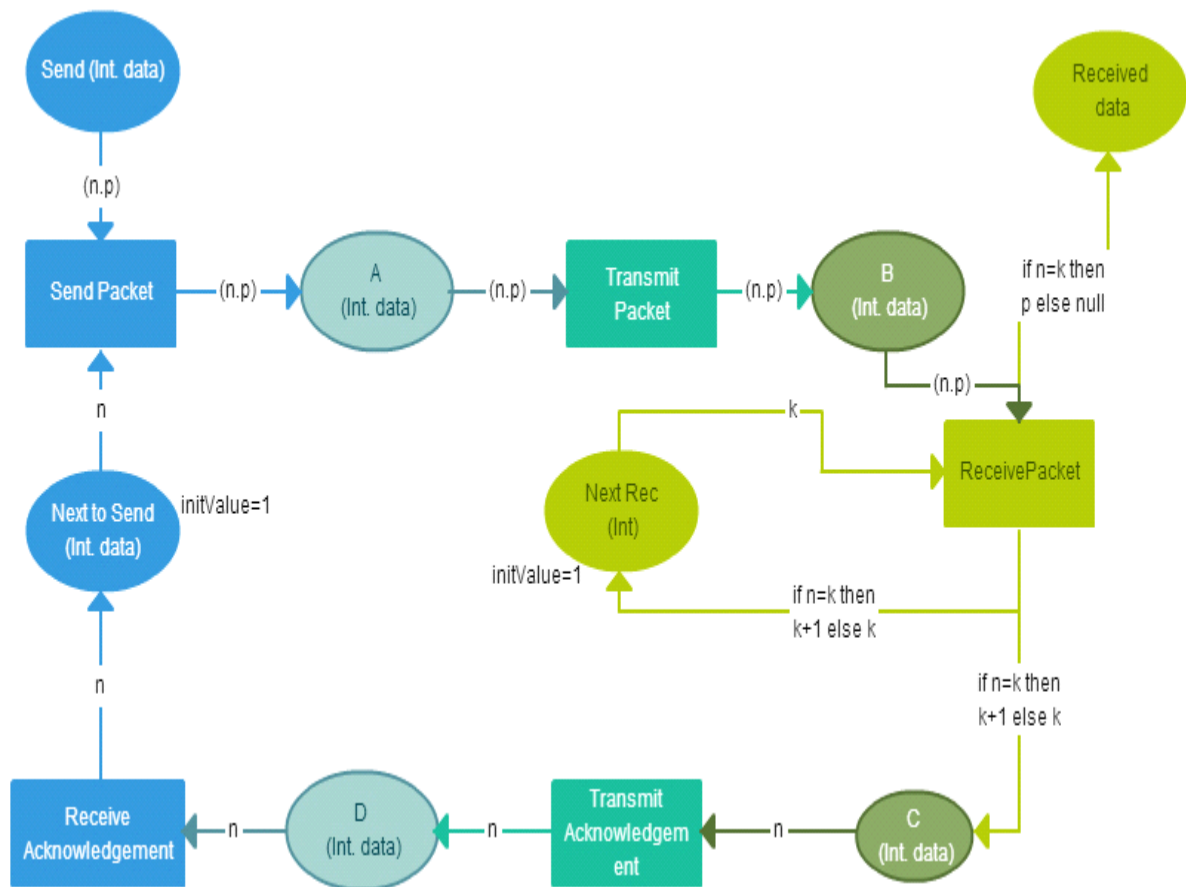 Send (Int. data)
Received
data
(n.p)
if n=k then
p else null
Send Packet
(n.p)
A
(Int. data)
(n.p)
Transmit
Packet
(n.p)
B
(Int. data)
(n.p)
n
k
ReceivePacket
Next to Send
(Int. data)
initValue=1
Next Rec
(Int)
initValue=1
if n=k then
k+1 else k
n
if n=k then
k+1 else k
Receive
Acknowledgement
n
D
(Int. data)
n
Transmit
Acknowledgem
ent
n
C
(Int. data)